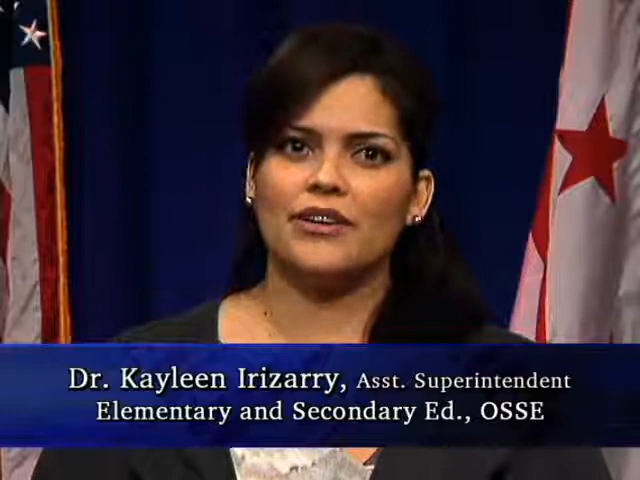 Dr. Kayleen Irizarry, Asst. Superintendent
Elementary and Secondary Ed., OSSE